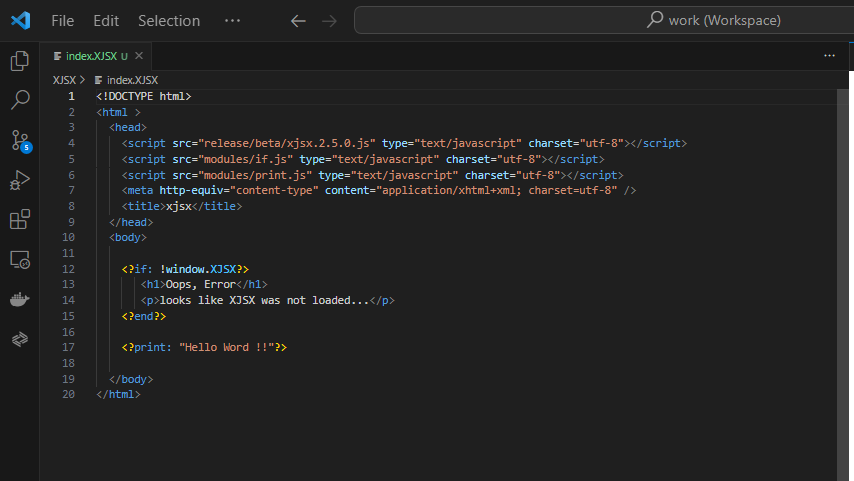 File Edit Selection ··· work (Workspace)
index.XJSX U
XJSX > index.XJSX
1 <!DOCTYPE html>
2 <html >
3 <head>
4 <script src="release/beta/xjsx.2.5.0.js" type="text/javascript" charset="utf-8"></script>
5 <script src="modules/if.js" type="text/javascript" charset="utf-8"></script>
6 <script src="modules/print.js" type="text/javascript" charset="utf-8"></script>
7 <meta http-equiv="content-type" content="application/xhtml+xml; charset=utf-8" />
8 <title>xjsx</title>
9 </head>
10 <body>
11
12 <?if: !window.XJSX?>
13 <h1>Oops, Error</h1>
14 <p>looks like XJSX was not loaded...</p>
15 <?end?>
16
17 <?print: "Hello Word !!"?>
18
19 </body>
20 </html>
5